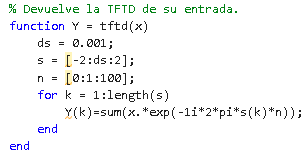 % Devuelve la TFTD de su entrada.
function Y = tftd(x)
ds = 0.001;
s = [-2:ds:2];
n = [0:1:100];
for k = 1:length(s)
Y(k)=sum(x.*exp(-1i*2*pi*s(k)*n));
end
end